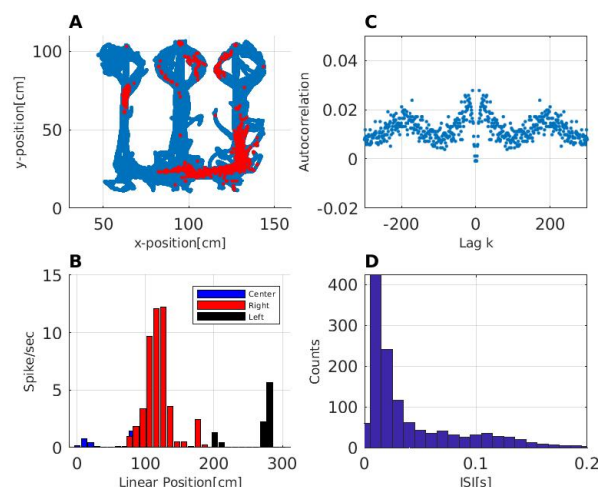 A
C
100
50
0
y-position[cm]
50
100
150
x-position[cm]
0.04
0.02
0
-0.02
Autocorrelation
-200
0
200
Lag k
B
D
15
10
5
0
Spike/sec
Center
Right
Left
0
100
200
300
Linear Position[cm]
400
300
200
100
0
Counts
0
0.1
0.2
ISI[s]